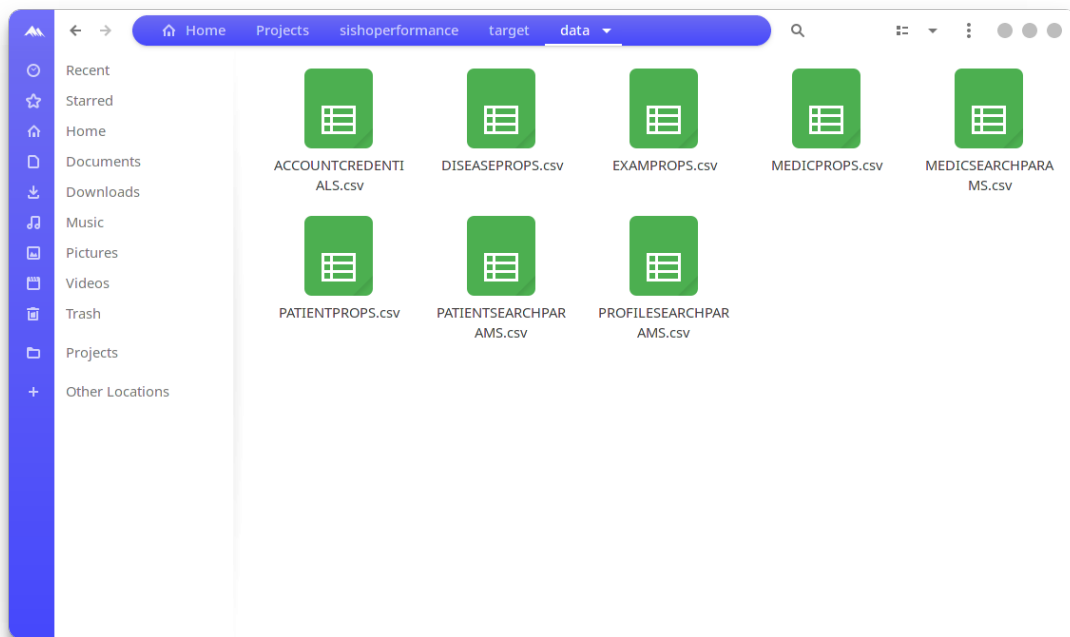 Home Projects sishoperformance target data
Recent
Starred
Home
Documents
Downloads
Music
Pictures
Videos
Trash
Projects
Other Locations
ACCOUNTCREDENTI
ALS.csv
DISEASEPROPS.csv
EXAMPROPS.csv
MEDICPROPS.csv
MEDICSEARCHPARA
MS.csv
PATIENTPROPS.csv
PATIENTSEARCHPAR
AMS.csv
PROFILESEARCHPAR
AMS.csv